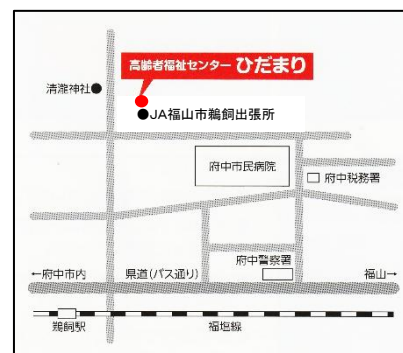 高齢者福祉センター ひだまり
清瀧神社●
●JA福山市鵜飼出張所
府中市民病院
府中税務署
府中警察署
←府中市内
県道(バス通り)
福山→
鵜飼駅
福塩線